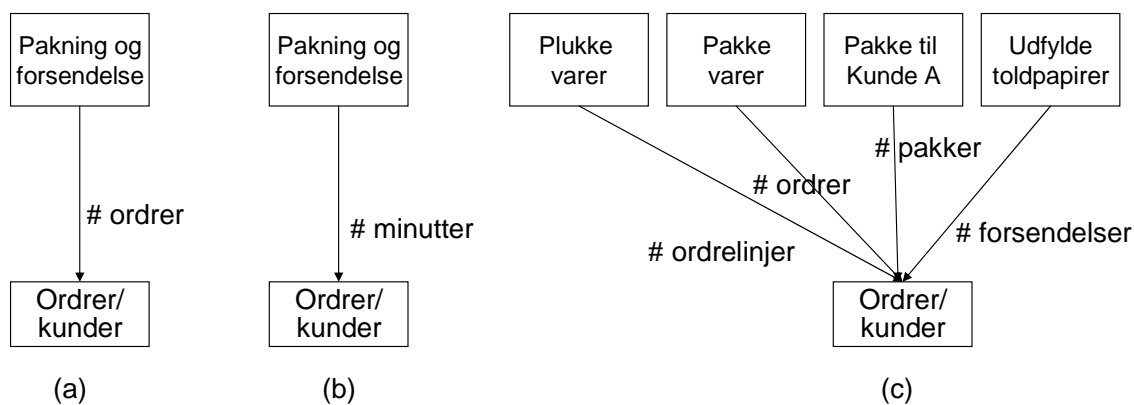 Pakning og
forsendelse
# ordrer
Ordrer/
kunder
(a)
Pakning og
forsendelse
# minutter
Ordrer/
kunder
(b)
Plukke
varer
Pakke
varer
Pakke til
Kunde A
Udfylde
toldpapirer
# pakker
# ordrer
# forsendelser
# ordrelinjer
Ordrer/
kunder
(c)